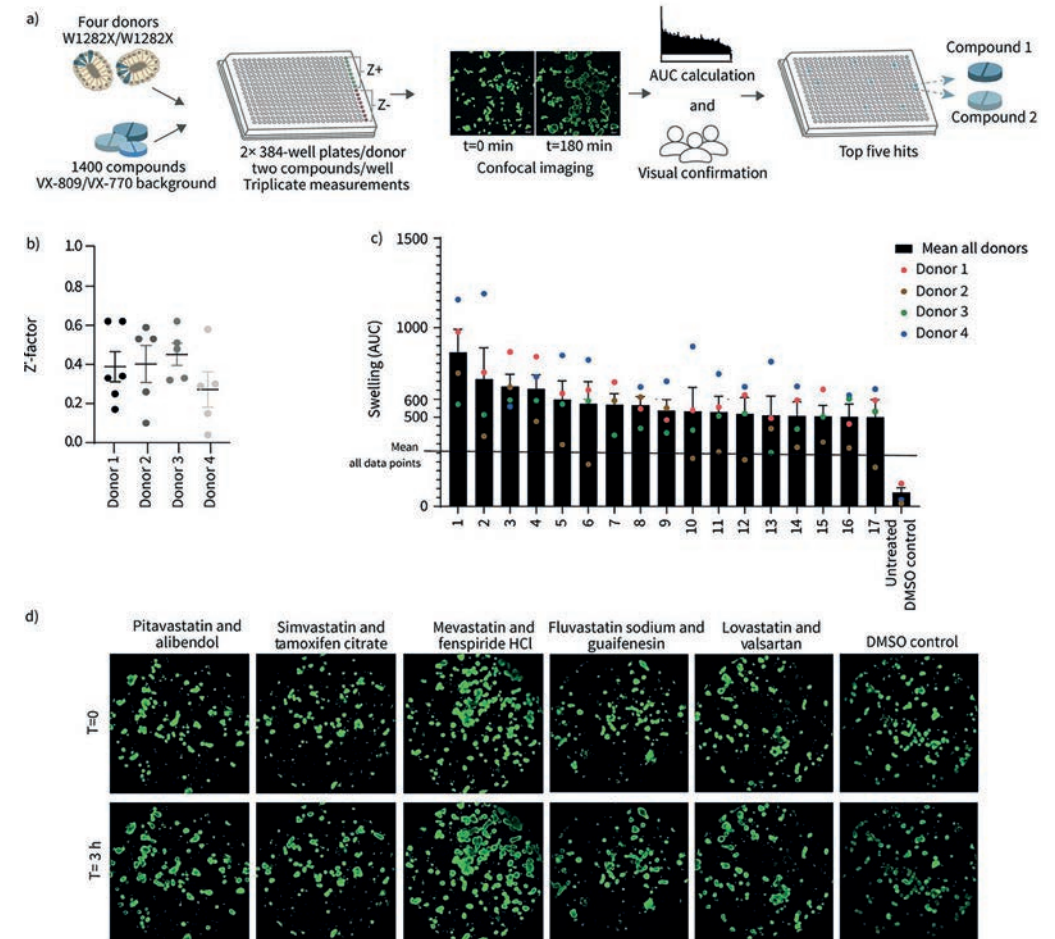 a)
Four donors
W1282X/W1282X
1400 compounds
VX-809/VX-770 background
Z+
Z-
2× 384-well plates/donor
two compounds/well
Triplicate measurements
t=0 min
t=180 min
Confocal imaging
AUC calculation
and
Visual confirmation
Top five hits
Compound 1
Compound 2
b)
Z'-factor
1.0
0.8
0.6
0.4
0.2
0.0
Donor 1
Donor 2
Donor 3
Donor 4
c)
Swelling (AUC)
1500
1000
600
500
0
Mean
all data points
Mean all donors
Donor 1
Donor 2
Donor 3
Donor 4
1
2
3
4
5
6
7
8
9
10
11
12
13
14
15
16
17
Untreated
DMSO control
d)
Pitavastatin and
alibendol
Simvastatin and
tamoxifen citrate
Mevastatin and
fenspiride HCl
Fluvastatin sodium and
guaifenesin
Lovastatin and
valsartan
DMSO control
T=0
T= 3 h